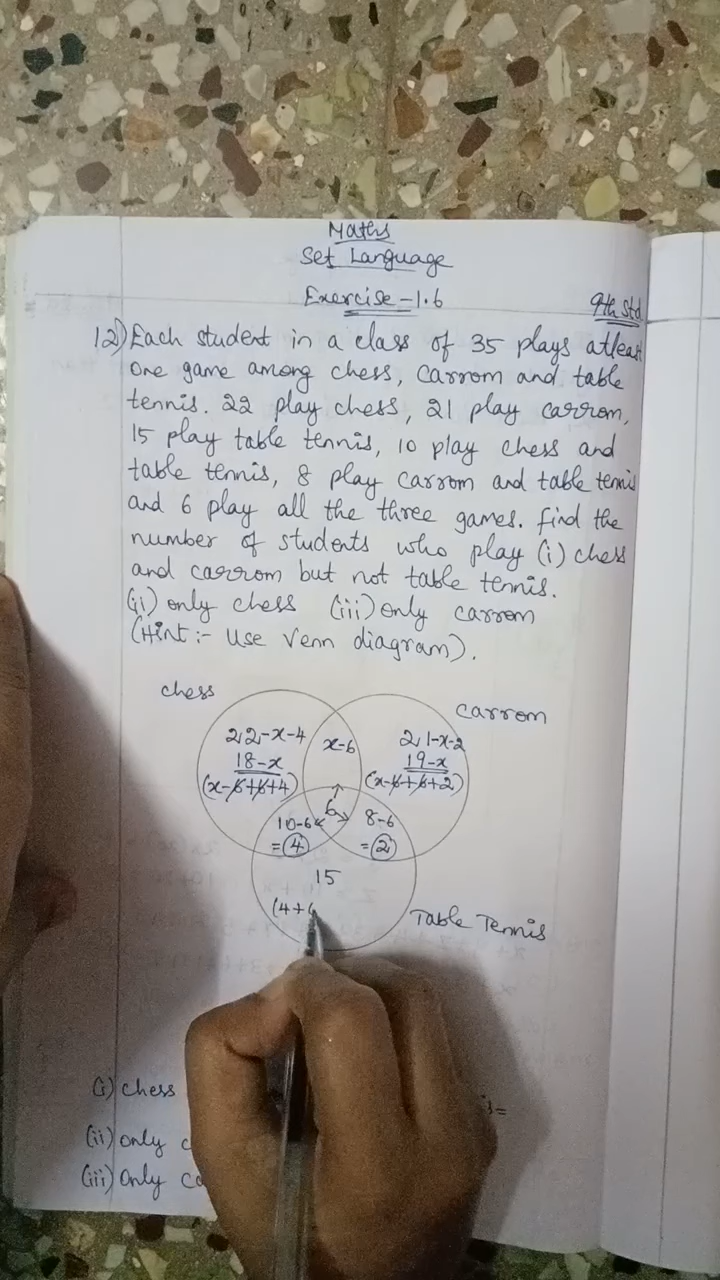 Maths
Set Language
Exercise - 1.6
9th std
12) Each student in a class of 35 plays atleast
one game among chess, carrom and table
tennis. 22 play chess, 21 play carrom,
15 play table tennis, 10 play chess and
table tennis, 8 play carrom and table tennis
and 6 play all the three games. find the
number of students who play (i) chess
and carrom but not table tennis.
(ii) only chess (iii) only carrom
(Hint :- Use Venn diagram).
chess
carrom
22-x-4
x-6
21-x-2
18-x
19-x
(x-6+6+4)
(x-6+6+2)
6
10-6
8-6
=4
=2
15
(4+
Table Tennis
(i) chess
=
(ii) only
(iii) Only